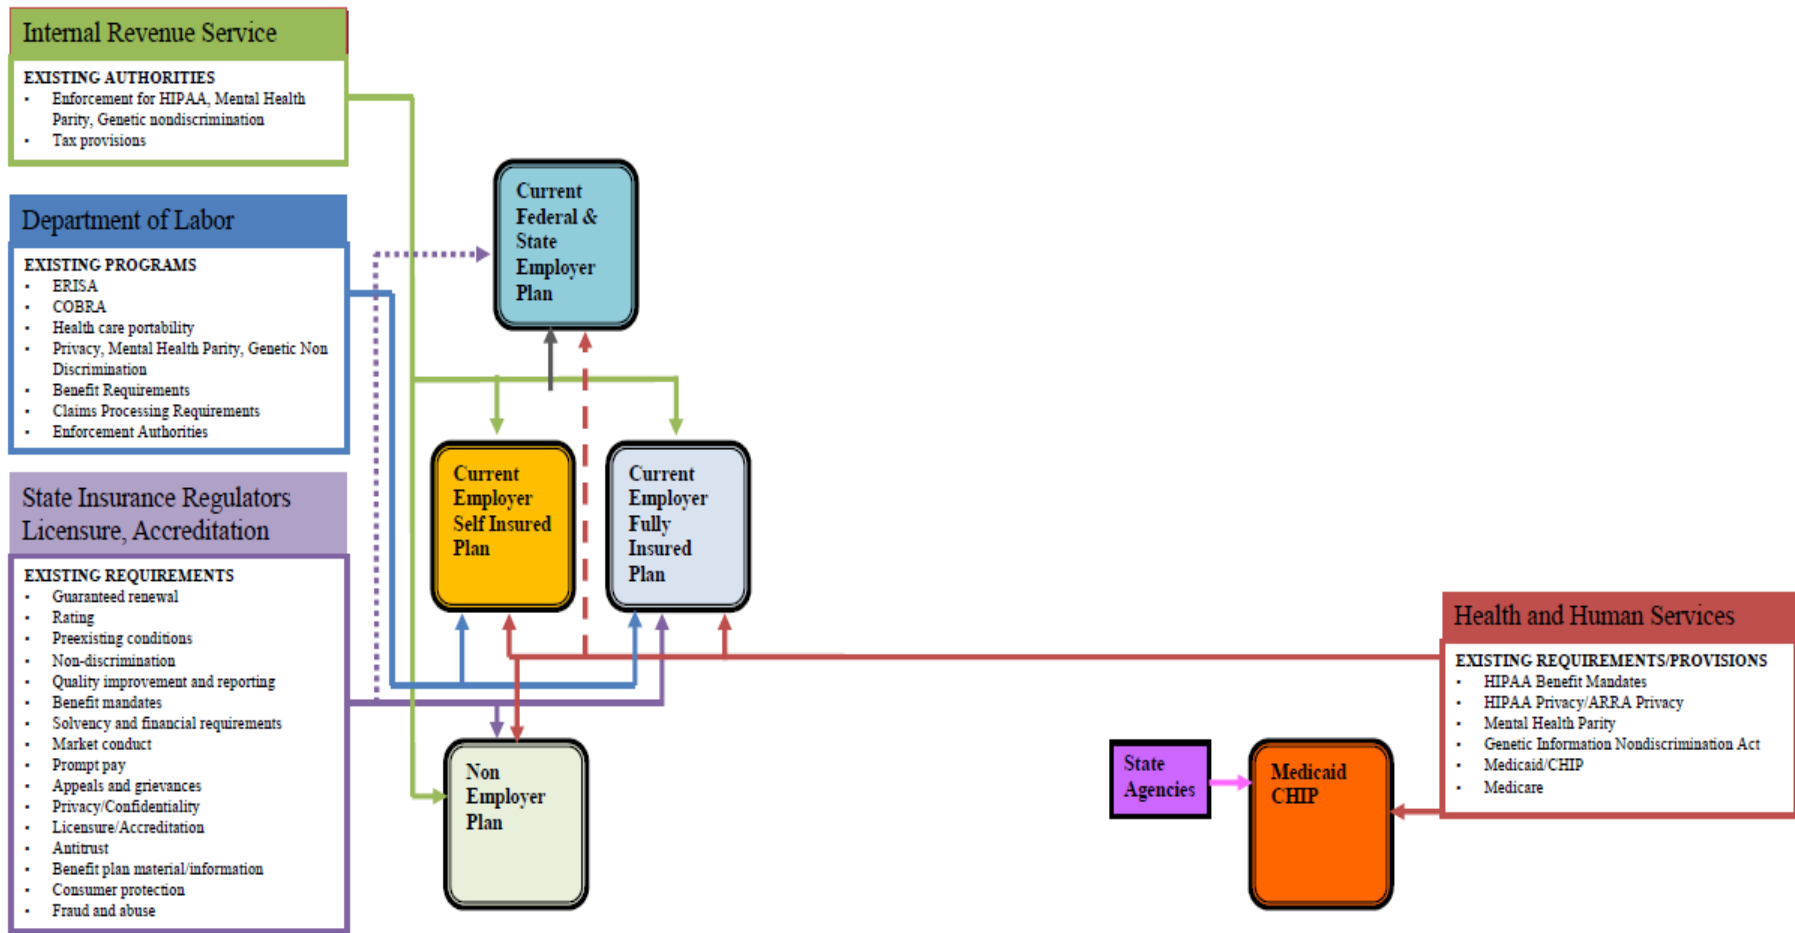 Internal Revenue Service
EXISTING AUTHORITIES
▪ Enforcement for HIPAA, Mental Health
Parity, Genetic nondiscrimination
▪ Tax provisions
Department of Labor
EXISTING PROGRAMS
▪ ERISA
▪ COBRA
▪ Health care portability
▪ Privacy, Mental Health Parity, Genetic Non
Discrimination
▪ Benefit Requirements
▪ Claims Processing Requirements
▪ Enforcement Authorities
State Insurance Regulators
Licensure, Accreditation
EXISTING REQUIREMENTS
▪ Guaranteed renewal
▪ Rating
▪ Preexisting conditions
▪ Non-discrimination
▪ Quality improvement and reporting
▪ Benefit mandates
▪ Solvency and financial requirements
▪ Market conduct
▪ Prompt pay
▪ Appeals and grievances
▪ Privacy/Confidentiality
▪ Licensure/Accreditation
▪ Antitrust
▪ Benefit plan material/information
▪ Consumer protection
▪ Fraud and abuse
Current
Federal &
State
Employer
Plan
Current
Employer
Self Insured
Plan
Current
Employer
Fully
Insured
Plan
Non
Employer
Plan
State
Agencies
Medicaid
CHIP
Health and Human Services
EXISTING REQUIREMENTS/PROVISIONS
▪ HIPAA Benefit Mandates
▪ HIPAA Privacy/ARRA Privacy
▪ Mental Health Parity
▪ Genetic Information Nondiscrimination Act
▪ Medicaid/CHIP
▪ Medicare